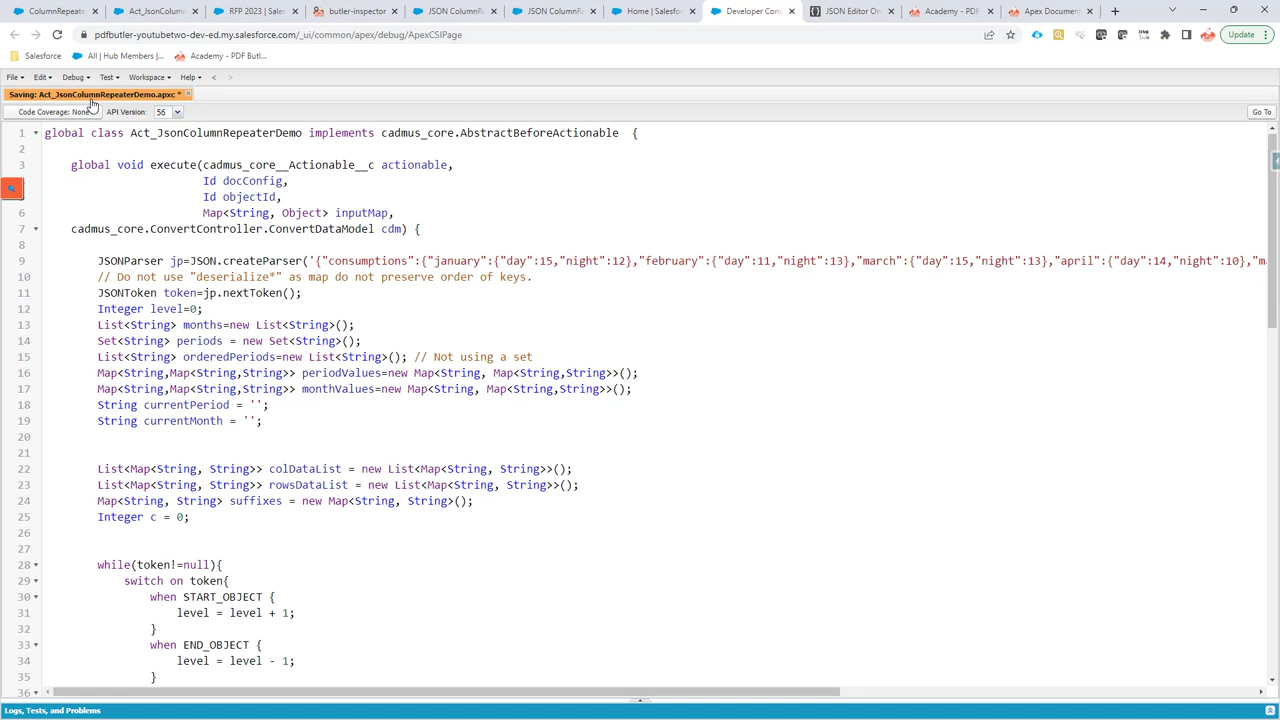 ColumnRepeate
Act_JsonColumn
RFP 2023 | Sales
butler-inspector
JSON ColumnRe
JSON ColumnRe
Home | Salesfor
Developer Cons
JSON Editor On
Academy - PDF
Apex Documen
pdfbutler-youtubetwo-dev-ed.my.salesforce.com/_ui/common/apex/debug/ApexCSIPage
Update
Salesforce
All | Hub Members |...
Academy - PDF Butl...
File
Edit
Debug
Test
Workspace
Help
<
>
Saving: Act_JsonColumnRepeaterDemo.apxc *
Code Coverage: None
API Version:
56
Go To
1 global class Act_JsonColumnRepeaterDemo implements cadmus_core.AbstractBeforeActionable {
2
3 global void execute(cadmus_core__Actionable__c actionable,
Id docConfig,
Id objectId,
6 Map<String, Object> inputMap,
7 cadmus_core.ConvertController.ConvertDataModel cdm) {
8
9 JSONParser jp=JSON.createParser('{"consumptions":{"january":{"day":15,"night":12},"february":{"day":11,"night":13},"march":{"day":15,"night":13},"april":{"day":14,"night":10},"m
10 // Do not use "deserialize*" as map do not preserve order of keys.
11 JSONToken token=jp.nextToken();
12 Integer level=0;
13 List<String> months=new List<String>();
14 Set<String> periods = new Set<String>();
15 List<String> orderedPeriods=new List<String>(); // Not using a set
16 Map<String,Map<String,String>> periodValues=new Map<String, Map<String,String>>();
17 Map<String,Map<String,String>> monthValues=new Map<String, Map<String,String>>();
18 String currentPeriod = '';
19 String currentMonth = '';
20
21
22 List<Map<String, String>> colDataList = new List<Map<String, String>>();
23 List<Map<String, String>> rowsDataList = new List<Map<String, String>>();
24 Map<String, String> suffixes = new Map<String, String>();
25 Integer c = 0;
26
27
28 while(token!=null){
29 switch on token{
30 when START_OBJECT {
31 level = level + 1;
32 }
33 when END_OBJECT {
34 level = level - 1;
35 }
36
Logs, Tests, and Problems